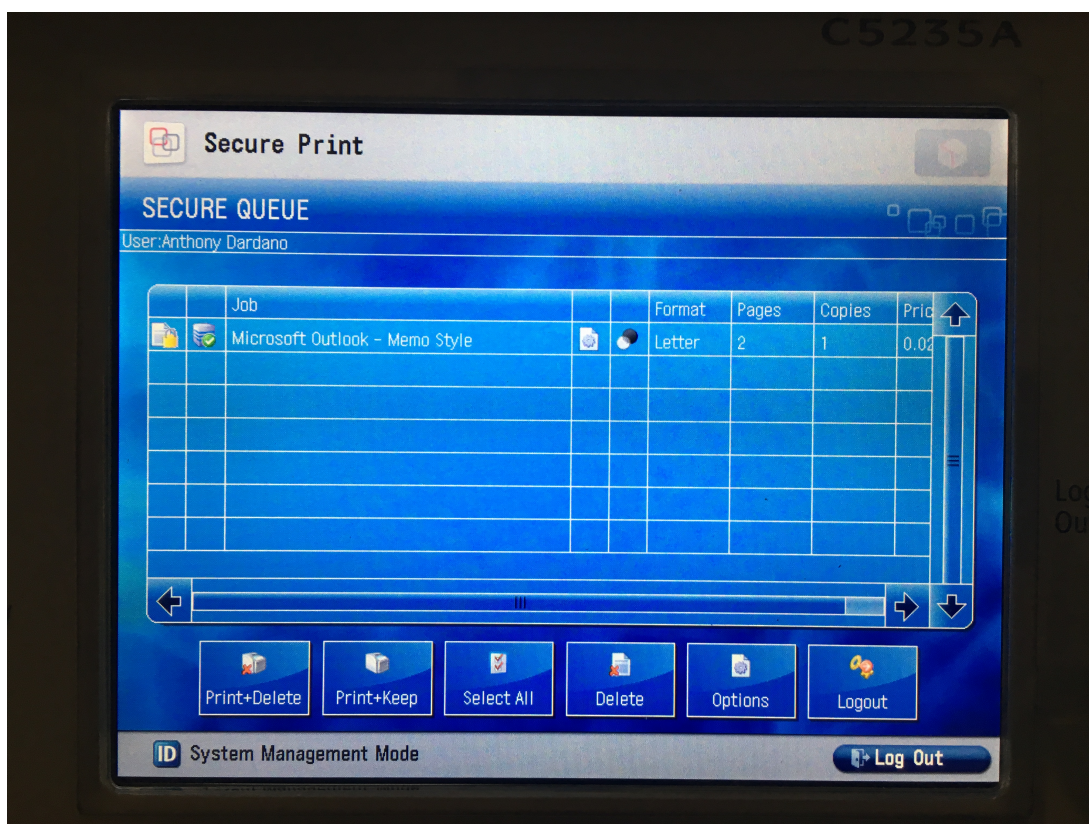 C5235A
Secure Print
SECURE QUEUE
User:Anthony Dardano
Job Format Pages Copies Pric
Microsoft Outlook - Memo Style Letter 2 1 0.02
Print+Delete Print+Keep Select All Delete Options Logout
ID System Management Mode Log Out